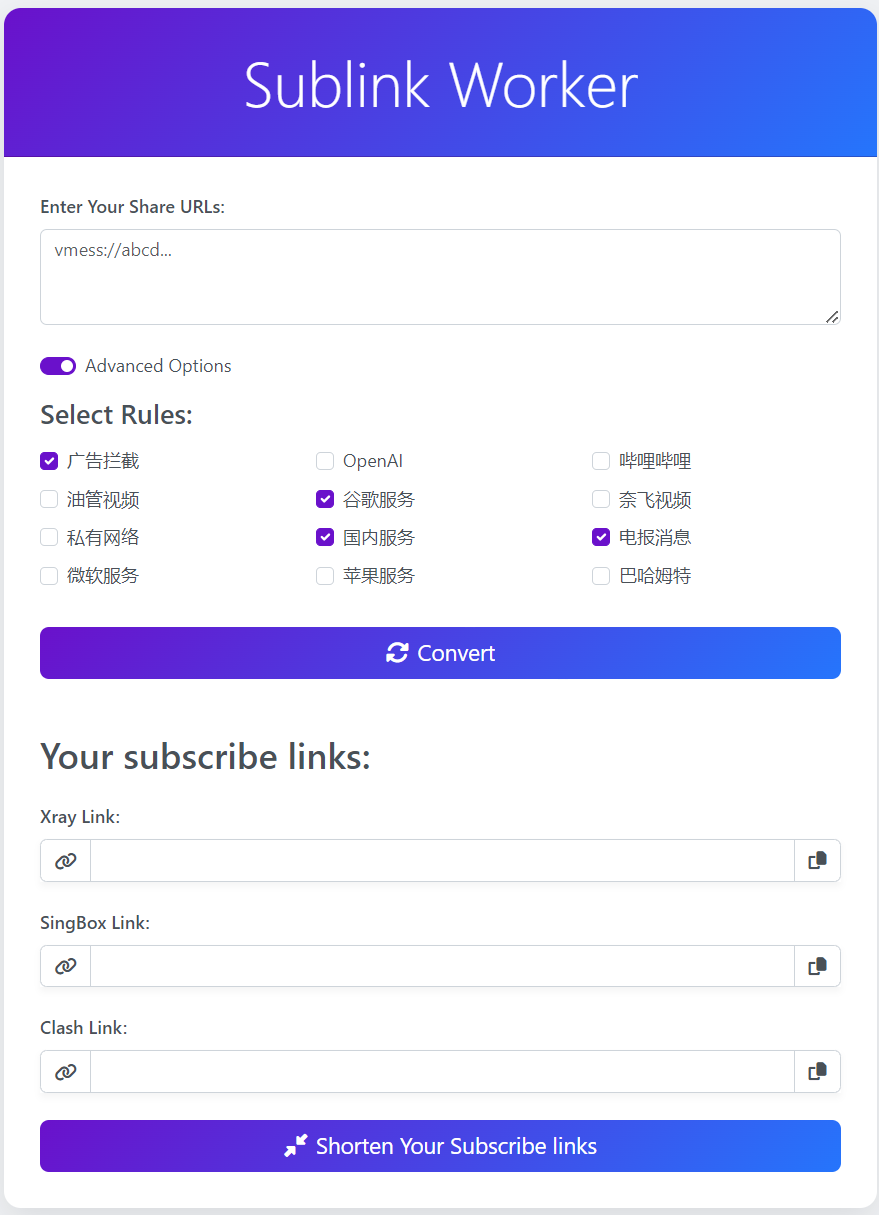 Sublink Worker
Enter Your Share URLs:
vmess://abcd...
Advanced Options
Select Rules:
广告拦截 OpenAI 哔哩哔哩
油管视频 谷歌服务 奈飞视频
私有网络 国内服务 电报消息
微软服务 苹果服务 巴哈姆特
Convert
Your subscribe links:
Xray Link:
SingBox Link:
Clash Link:
Shorten Your Subscribe links